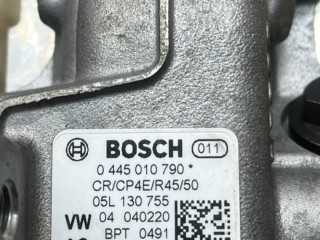 BOSCH 011
0 445 010 790 *
CR/CP4E/R45/50
05L 130 755
VW 04 040220
BPT 0491